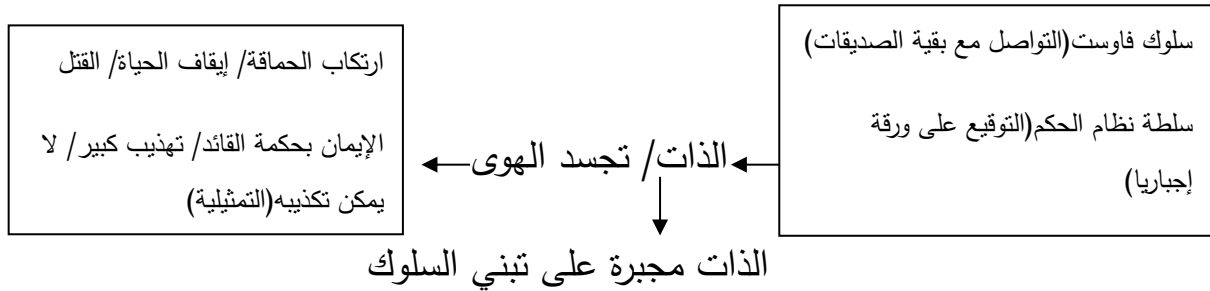 سلوك فاوست(التواصل مع بقية الصديقات)
سلطة نظام الحكم(التوقيع على ورقة
إجباريا)
الذات/ تجسد الهوى
ارتكاب الحماقة/ إيقاف الحياة/ القتل
الإيمان بحكمة القائد/ تهذيب كبير/ لا
يمكن تكذيبه(التمثيلية)
الذات مجبرة على تبني السلوك